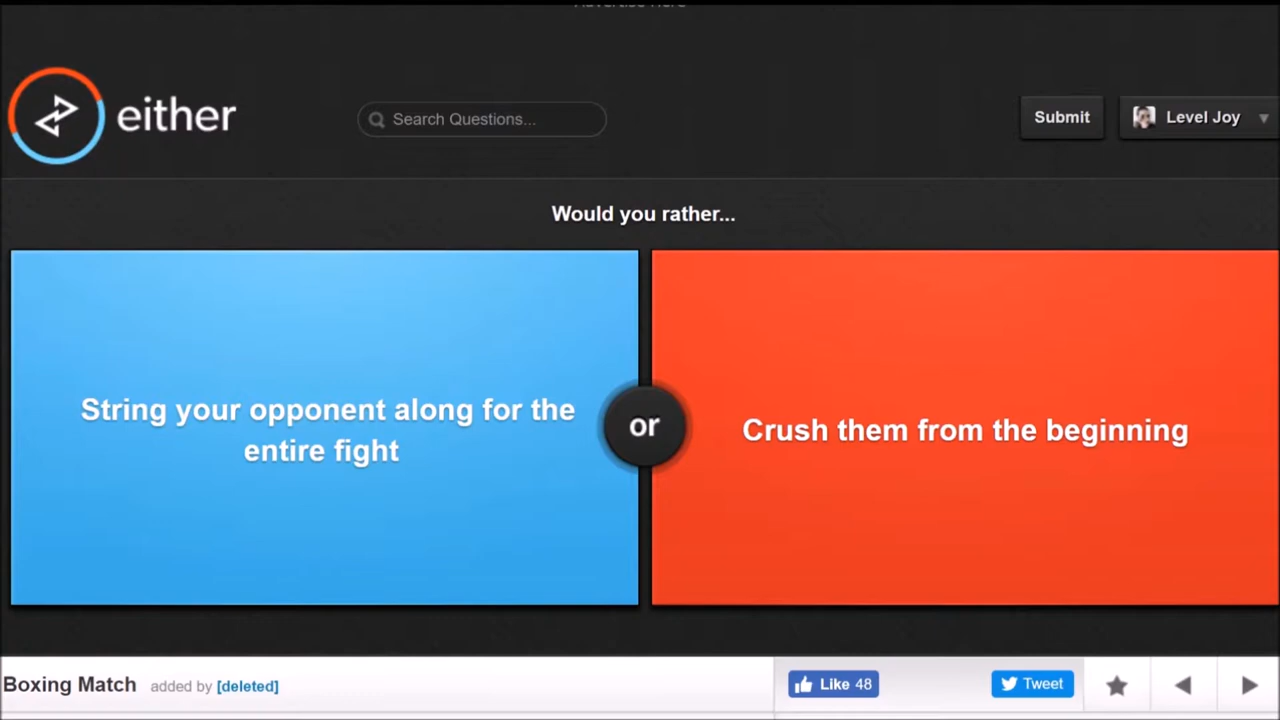 either
Search Questions...
Submit
Level Joy
Would you rather...
String your opponent along for the
entire fight
or
Crush them from the beginning
Boxing Match added by [deleted]
Like 48
Tweet